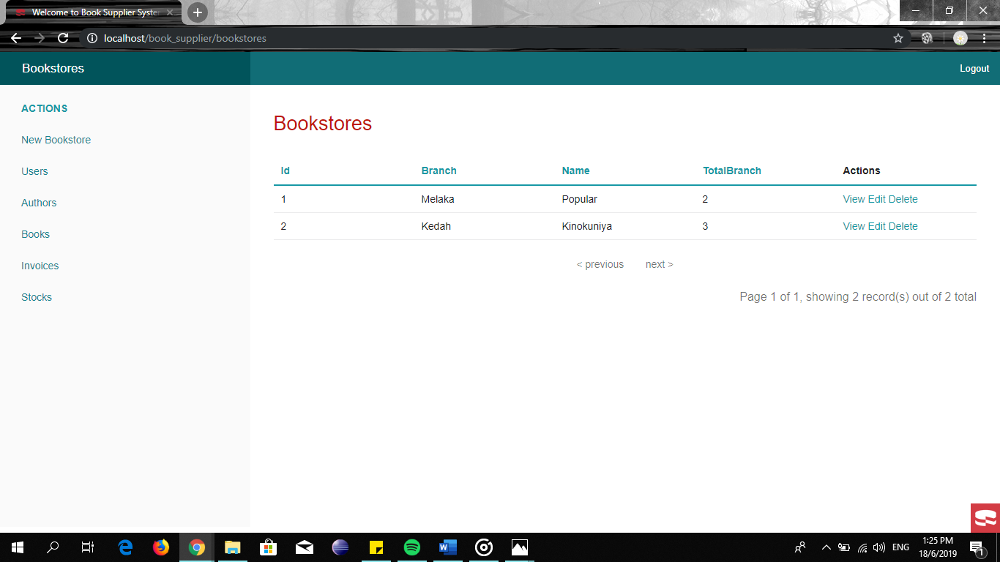 Welcome to Book Supplier Syste
localhost/book_supplier/bookstores
Bookstores
Logout
ACTIONS
New Bookstore
Users
Authors
Books
Invoices
Stocks
Bookstores
Id Branch Name TotalBranch Actions
1 Melaka Popular 2 View Edit Delete
2 Kedah Kinokuniya 3 View Edit Delete
< previous next >
Page 1 of 1, showing 2 record(s) out of 2 total
ENG
1:25 PM
18/6/2019
1